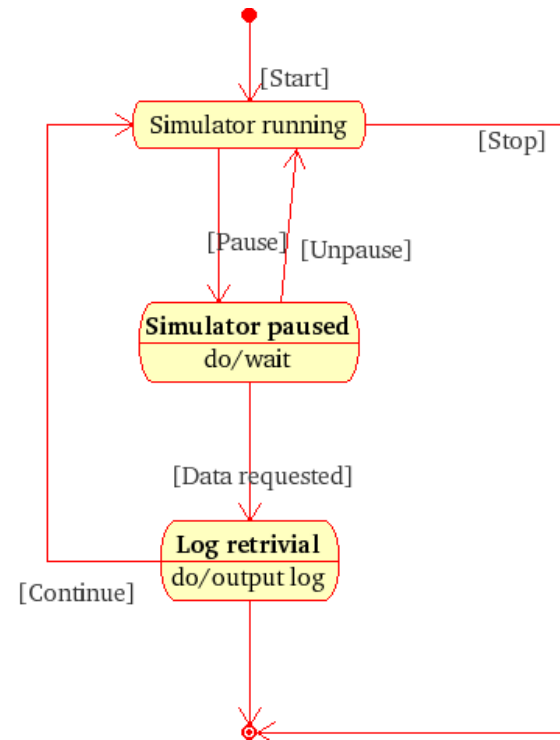 [Start]
Simulator running
[Stop]
[Pause]
[Unpause]
Simulator paused
do/wait
[Data requested]
Log retrivial
do/output log
[Continue]